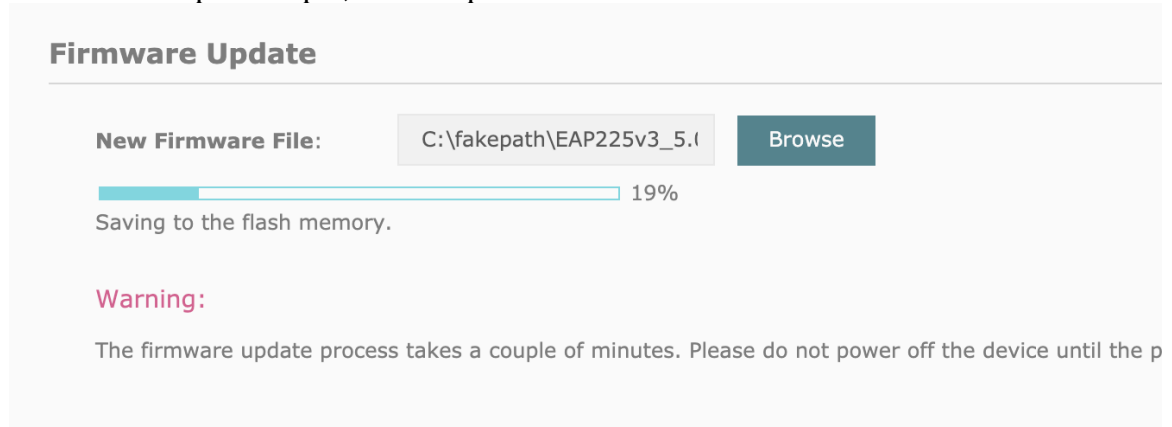 Firmware Update
New Firmware File:
C:\fakepath\EAP225v3_5.(
Browse
19%
Saving to the flash memory.
Warning:
The firmware update process takes a couple of minutes. Please do not power off the device until the p